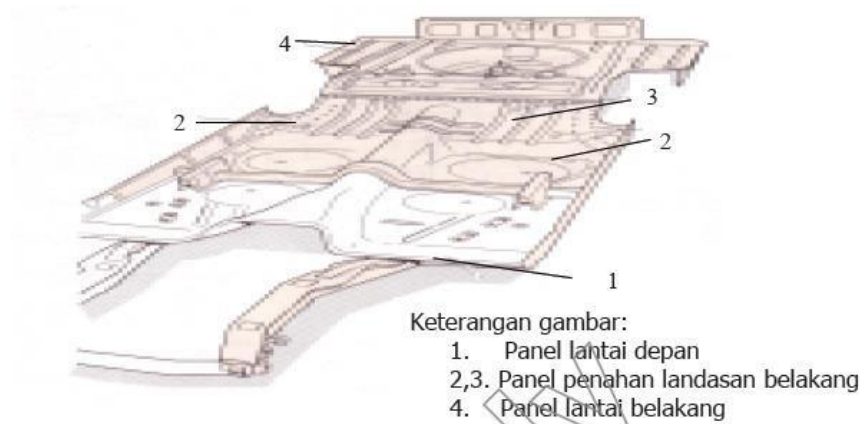 4
3
2
2
1
Keterangan gambar:
1. Panel lantai depan
2,3. Panel penahan landasan belakang
4. Panel lantai belakang